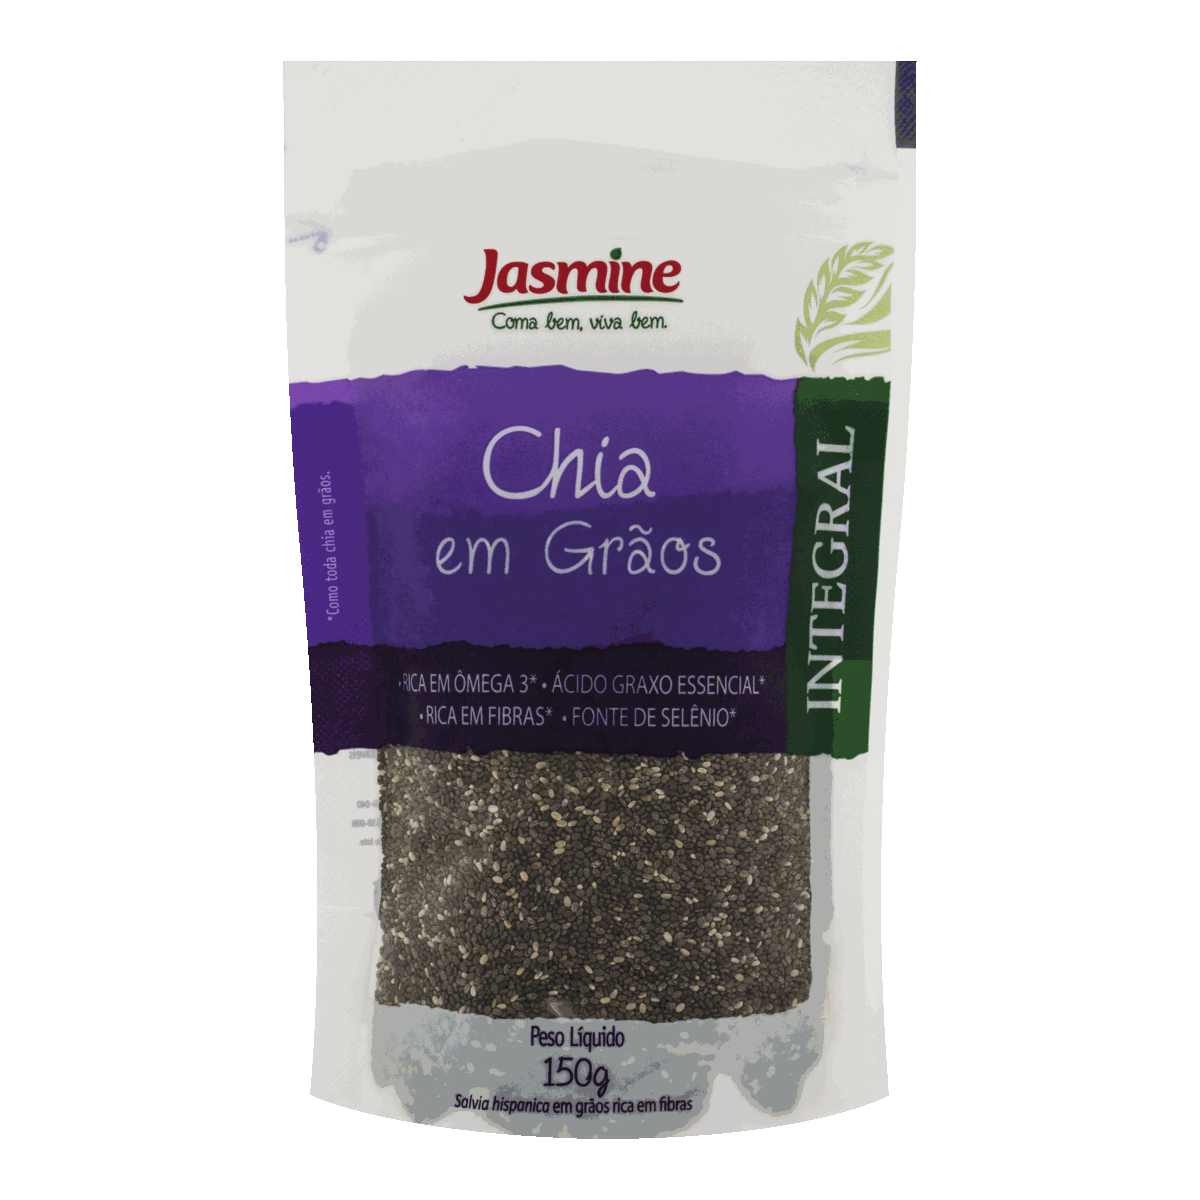 Jasmine
Coma bem, viva bem.
Chia
em Grãos
*Como toda chia em grãos.
INTEGRAL
• RICA EM ÔMEGA 3* • ÁCIDO GRAXO ESSENCIAL*
• RICA EM FIBRAS* • FONTE DE SELÊNIO*
Peso Líquido
150g
Salvia hispanica em grãos rica em fibras